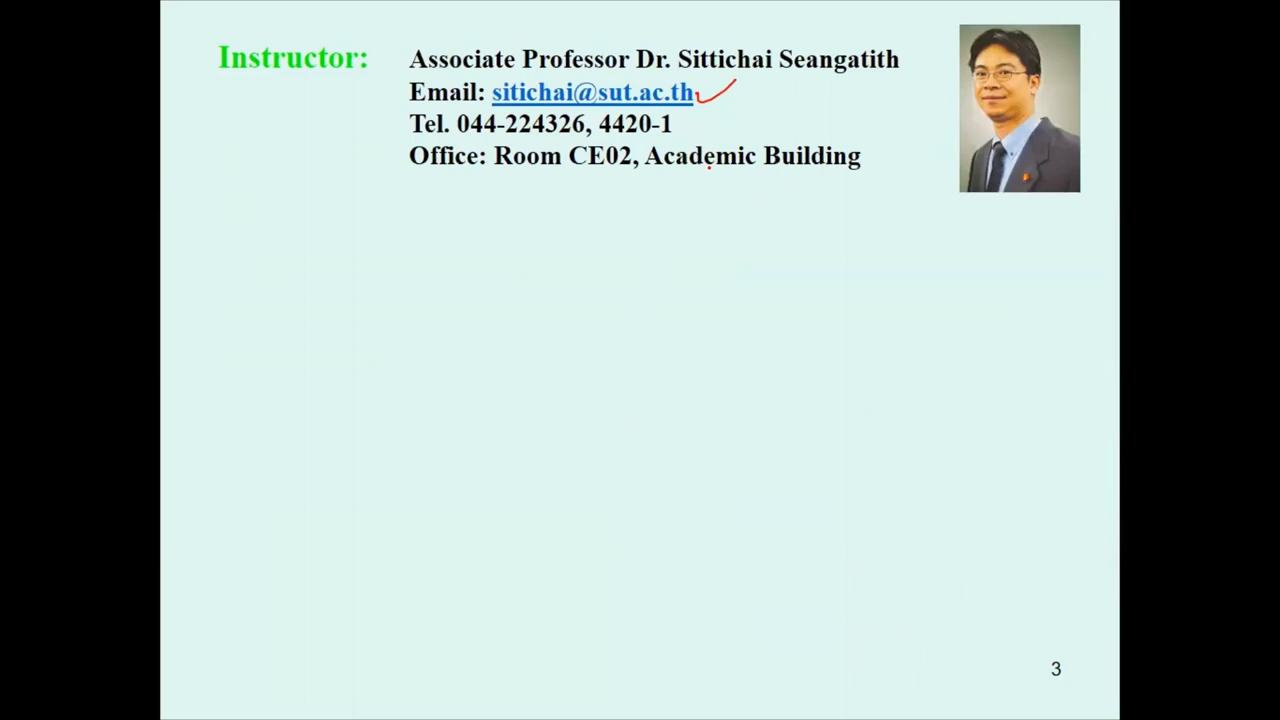 Instructor: Associate Professor Dr. Sittichai Seangatith
Email: sitichai@sut.ac.th
Tel. 044-224326, 4420-1
Office: Room CE02, Academic Building
3